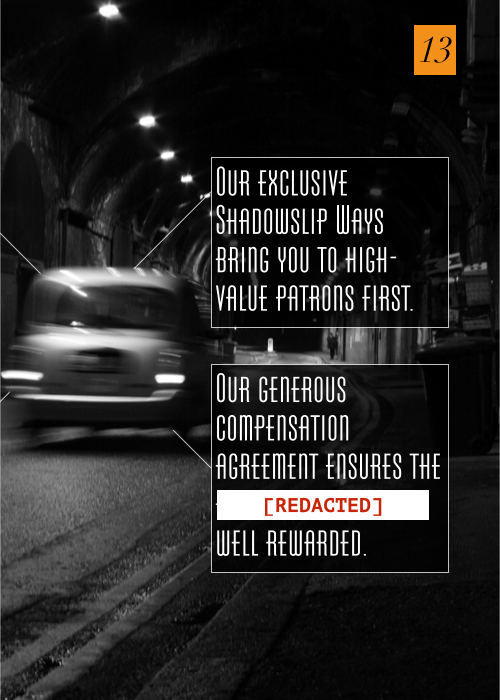 13
Our exclusive
Shadowslip Ways
bring you to high-
value patrons first.
Our generous
compensation
agreement ensures the
[REDACTED]
well rewarded.